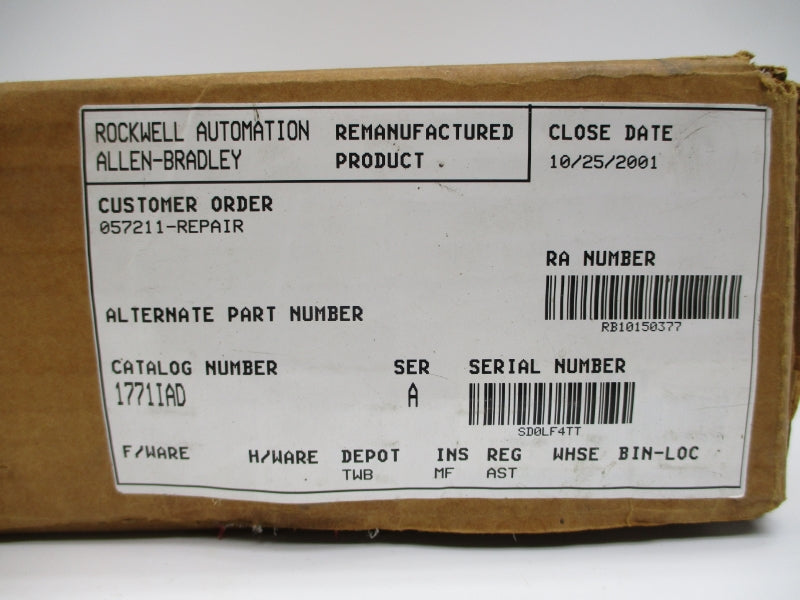 ROCKWELL AUTOMATION
ALLEN-BRADLEY
REMANUFACTURED
PRODUCT
CLOSE DATE
10/25/2001
CUSTOMER ORDER
057211-REPAIR
RA NUMBER
RB10150377
ALTERNATE PART NUMBER
CATALOG NUMBER
1771IAD
SER
A
SERIAL NUMBER
SD0LF4TT
F/WARE H/WARE DEPOT INS REG WHSE BIN-LOC
TWB MF AST